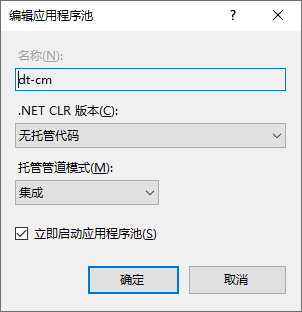 编辑应用程序池
?
名称(N):
dt-cm
.NET CLR 版本(C):
无托管代码
托管管道模式(M):
集成
立即启动应用程序池(S)
确定
取消